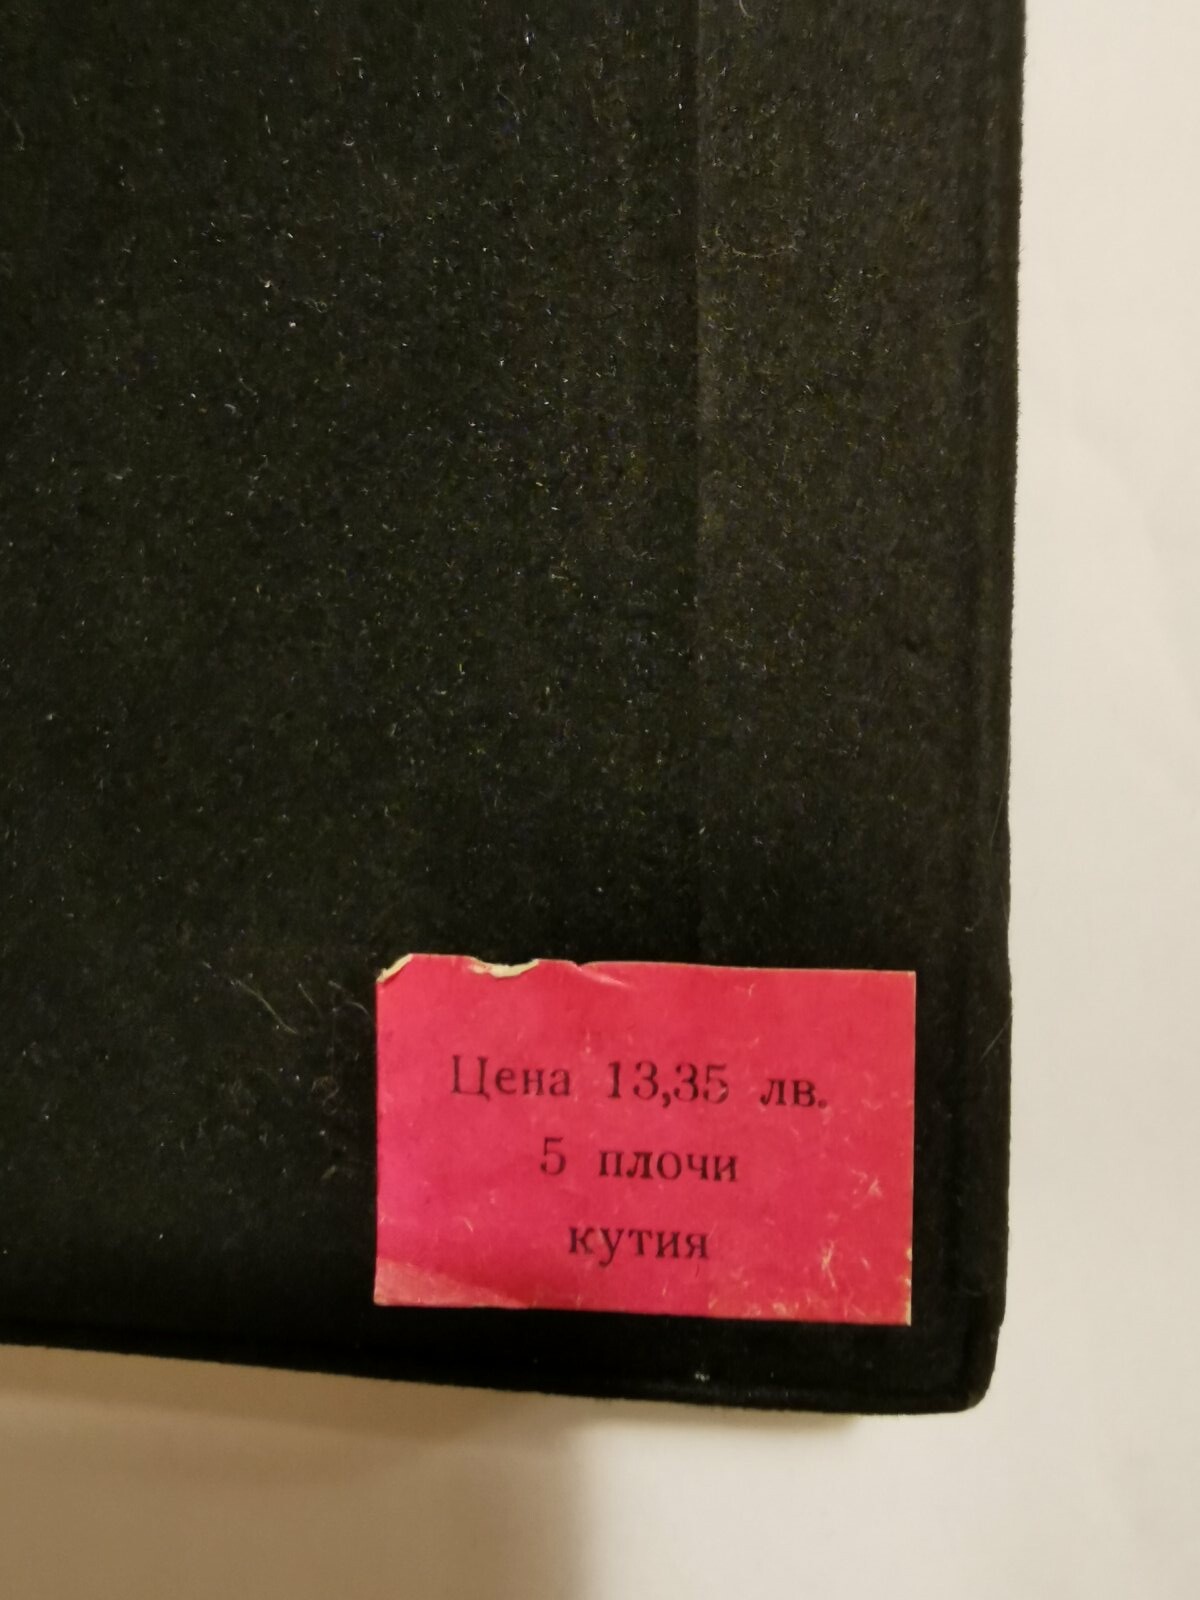 Цена 13,35 лв.
5 плочи
кутия